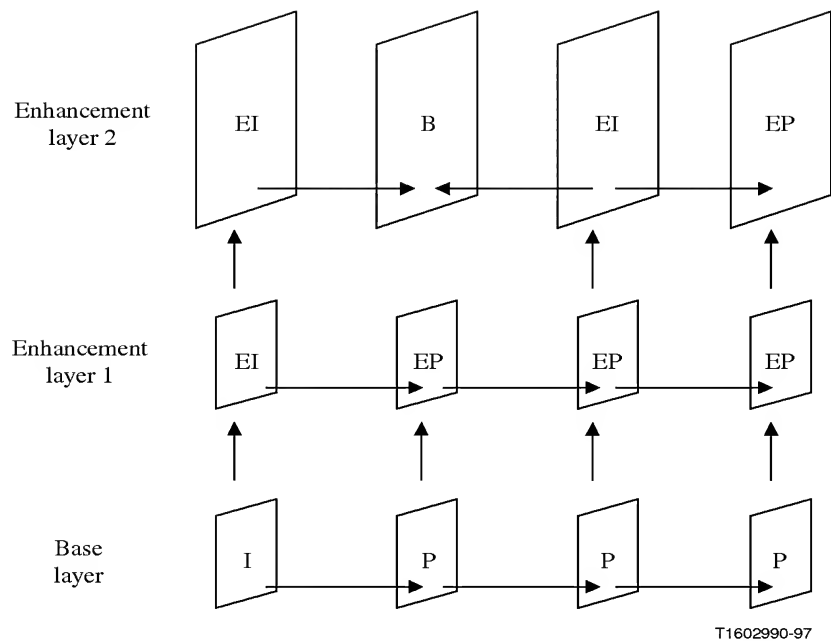 Enhancement
layer 2
EI
B
EI
EP
Enhancement
layer 1
EI
EP
EP
EP
Base
layer
I
P
P
P
T1602990-97